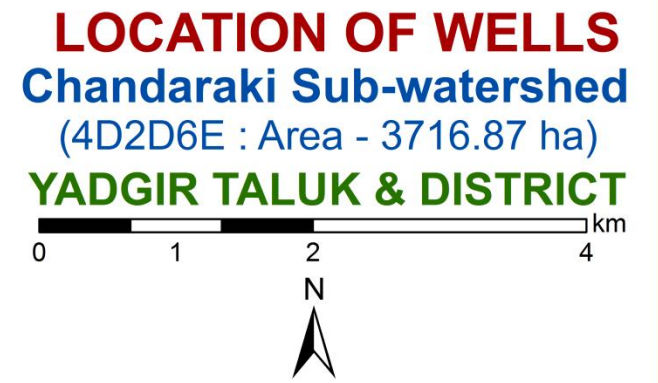 LOCATION OF WELLS
Chandaraki Sub-watershed
(4D2D6E : Area - 3716.87 ha)
YADGIR TALUK & DISTRICT
km
0 1 2 4
N